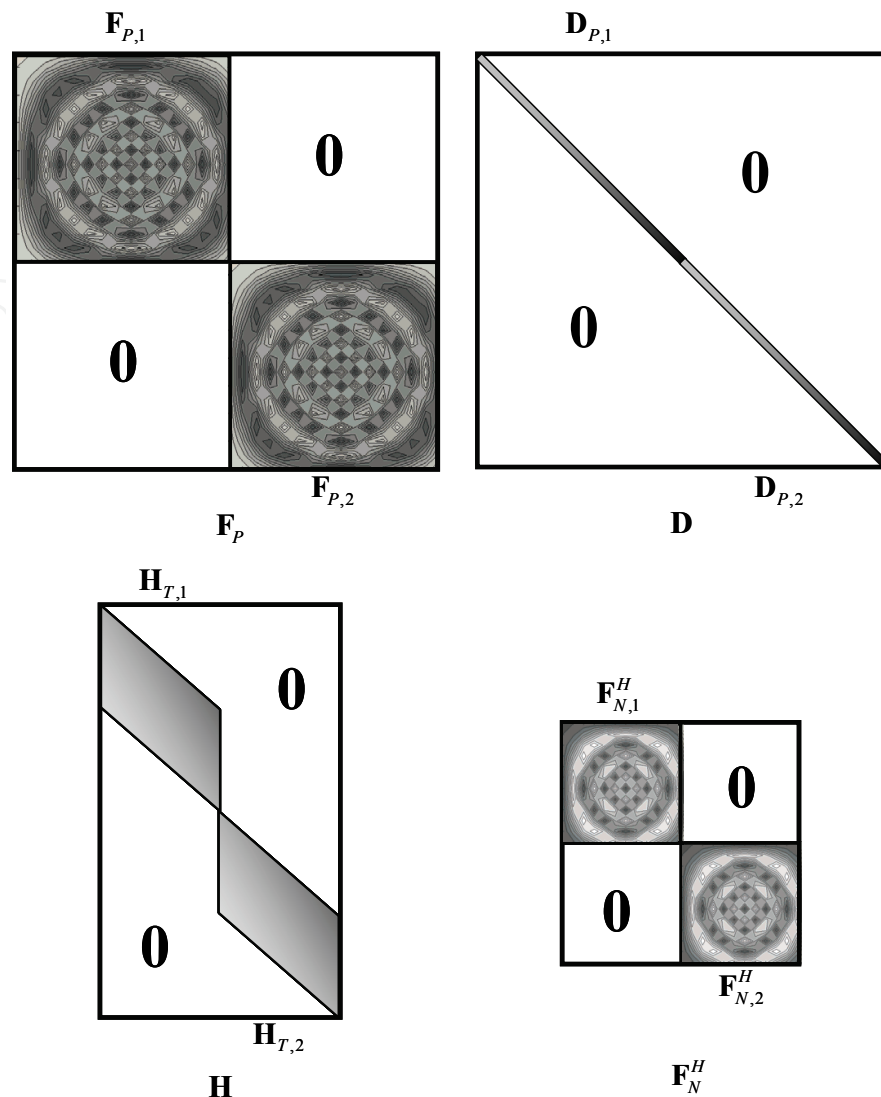 F_{P,1}
D_{P,1}
0
0
0
0
F_{P,2}
D_{P,2}
F_P
D
H_{T,1}
0
F^H_{N,1}
0
0
0
F^H_{N,2}
H_{T,2}
H
F^H_N